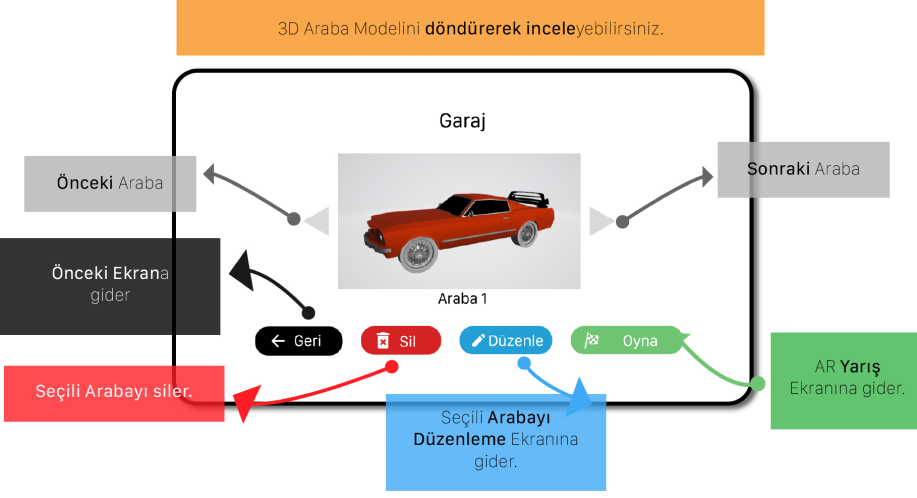 3D Araba Modelini döndürerek inceleyebilirsiniz.
Garaj
Önceki Araba
Sonraki Araba
Önceki Ekrana
gider
Araba 1
Geri
Sil
Düzenle
Oyna
Seçili Arabayı siler.
Seçili Arabayı
Düzenleme Ekranına
gider.
AR Yarış
Ekranına gider.